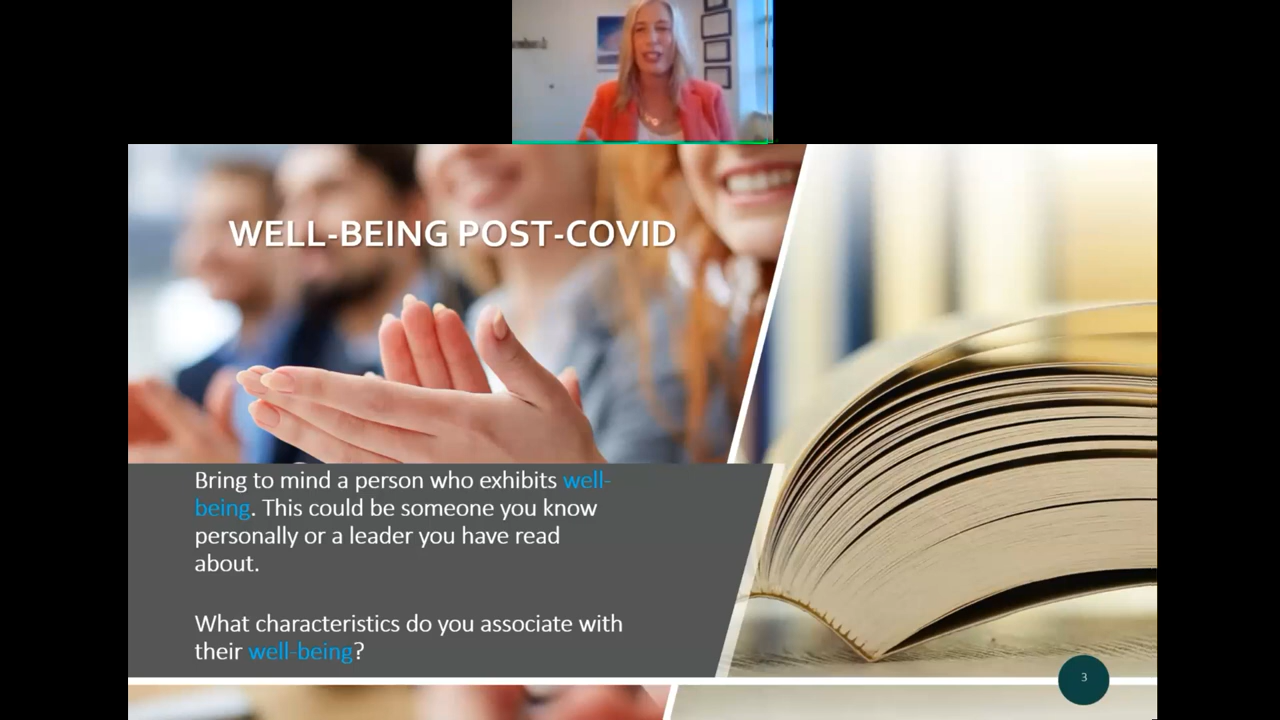 WELL-BEING POST-COVID
Bring to mind a person who exhibits well-
being. This could be someone you know
personally or a leader you have read
about.
What characteristics do you associate with
their well-being?
3